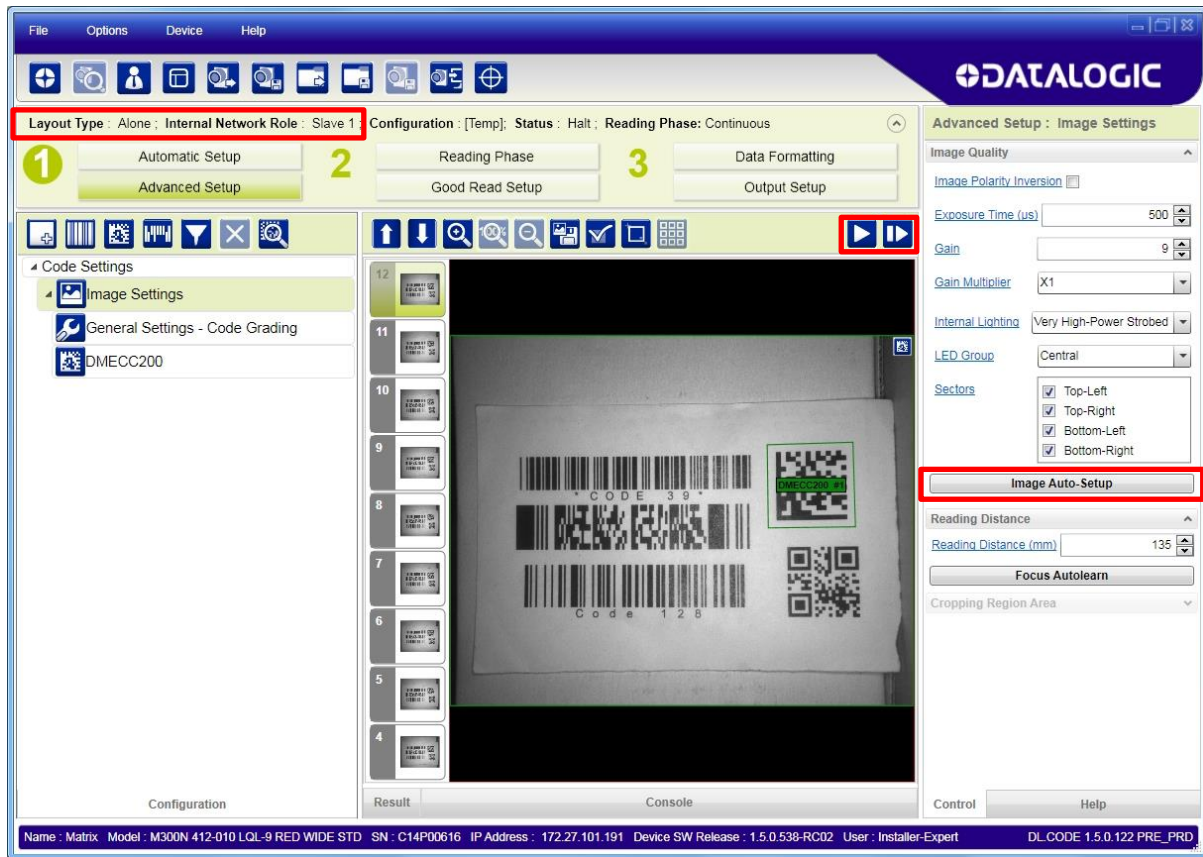 File Options Device Help
DATALOGIC
Layout Type : Alone ; Internal Network Role : Slave 1 ; Configuration : [Temp]; Status : Halt ; Reading Phase: Continuous
1 Automatic Setup 2 Reading Phase 3 Data Formatting
Advanced Setup Good Read Setup Output Setup
Code Settings
Image Settings
General Settings - Code Grading
DMECC200
Configuration
12
11
10
9
8
7
6
5
4
DMECC200 #1
* CODE 39 *
Code 128
Result Console
Advanced Setup : Image Settings
Image Quality
Image Polarity Inversion
Exposure Time (us) 500
Gain 9
Gain Multiplier X1
Internal Lighting Very High-Power Strobed
LED Group Central
Sectors Top-Left
Top-Right
Bottom-Left
Bottom-Right
Image Auto-Setup
Reading Distance
Reading Distance (mm) 135
Focus Autolearn
Cropping Region Area
Control Help
Name : Matrix Model : M300N 412-010 LQL-9 RED WIDE STD SN : C14P00616 IP Address : 172.27.101.191 Device SW Release : 1.5.0.538-RC02 User : Installer-Expert DL.CODE 1.5.0.122 PRE_PRD